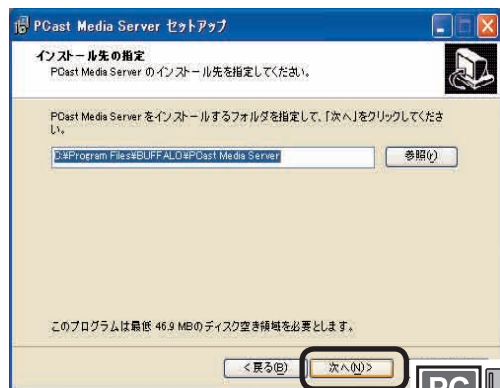 PCast Media Server セットアップ
インストール先の指定
PCast Media Server のインストール先を指定してください。
PCast Media Server をインストールするフォルダを指定して、「次へ」をクリックしてくださ
い。
C:¥Program Files¥BUFFALO¥PCast Media Server
参照(r)
このプログラムは最低 46.9 MBのディスク空き領域を必要とします。
<戻る(B)
次へ(N)>
PC